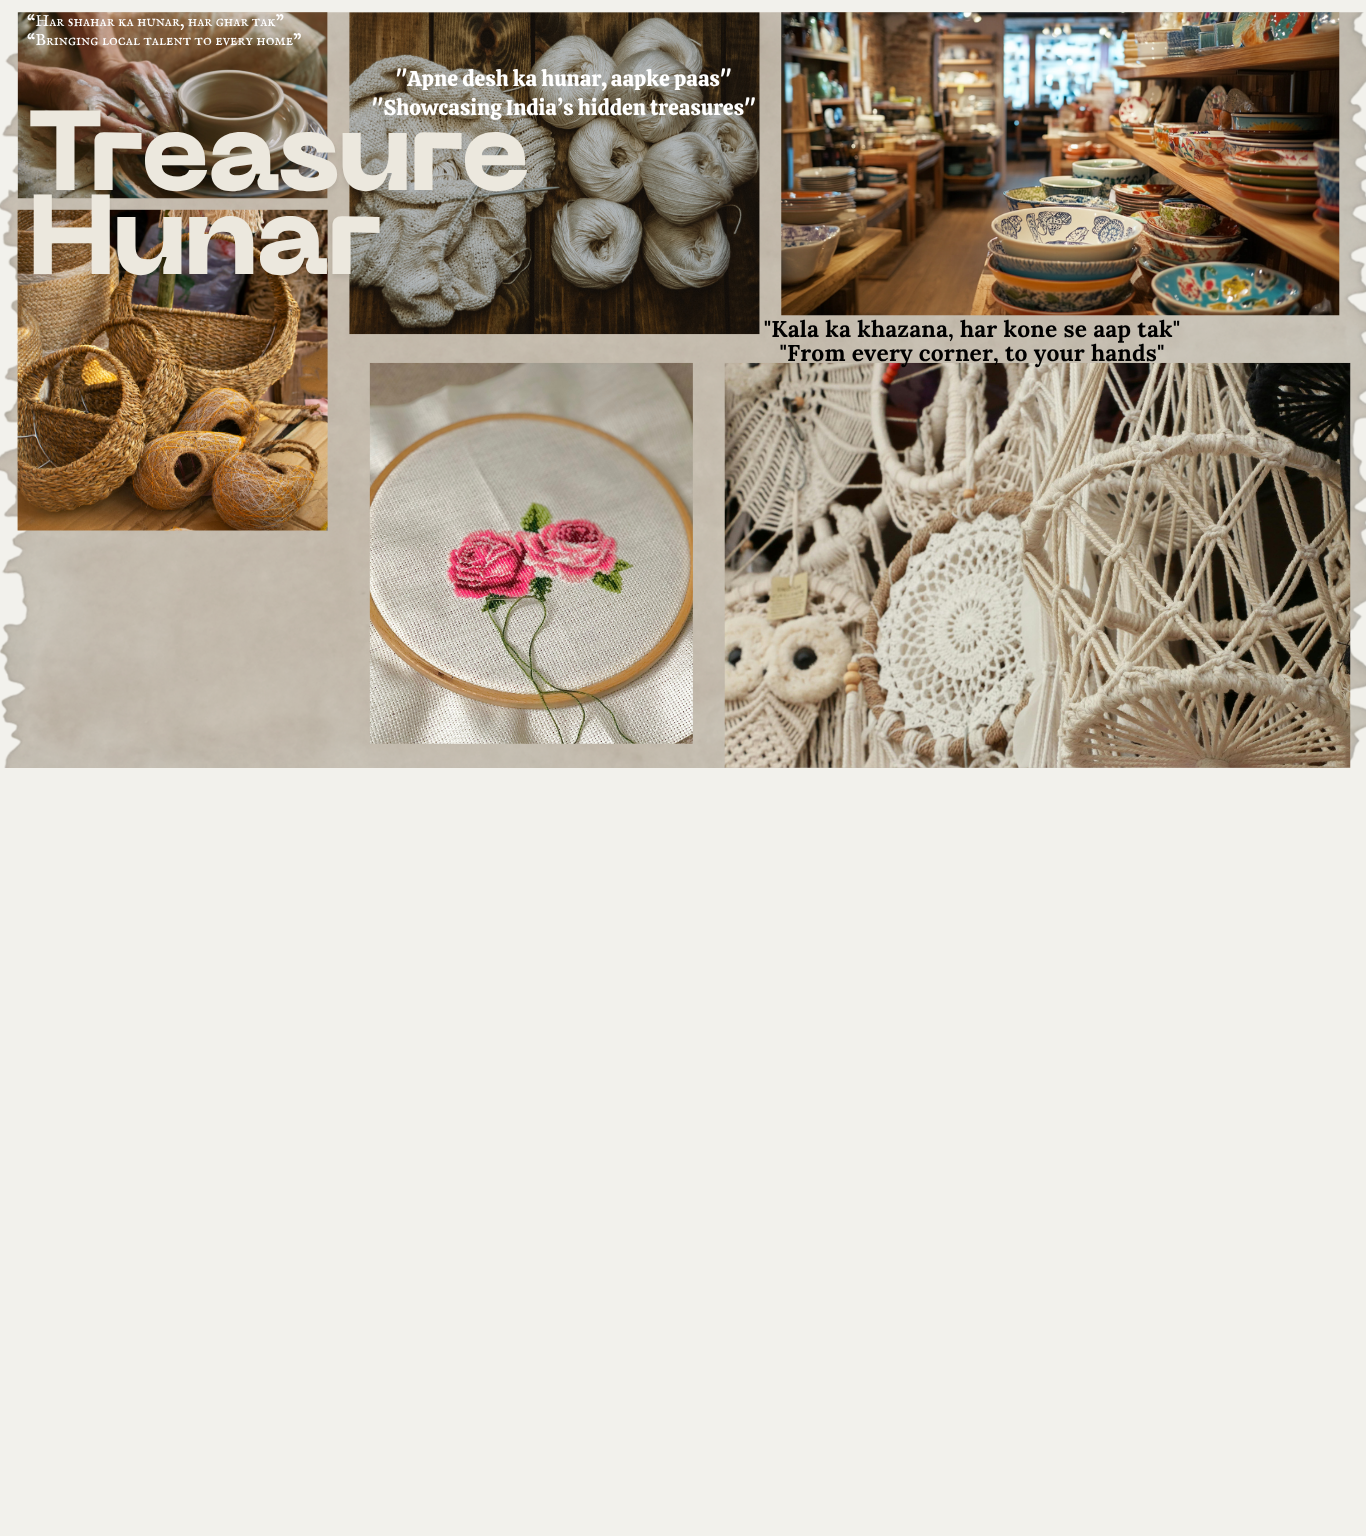 “Har shahar ka hunar, har ghar tak”
“Bringing local talent to every home”
"Apne desh ka hunar, aapke paas"
"Showcasing India’s hidden treasures"
Treasure
Hunar
"Kala ka khazana, har kone se aap tak"
"From every corner, to your hands"